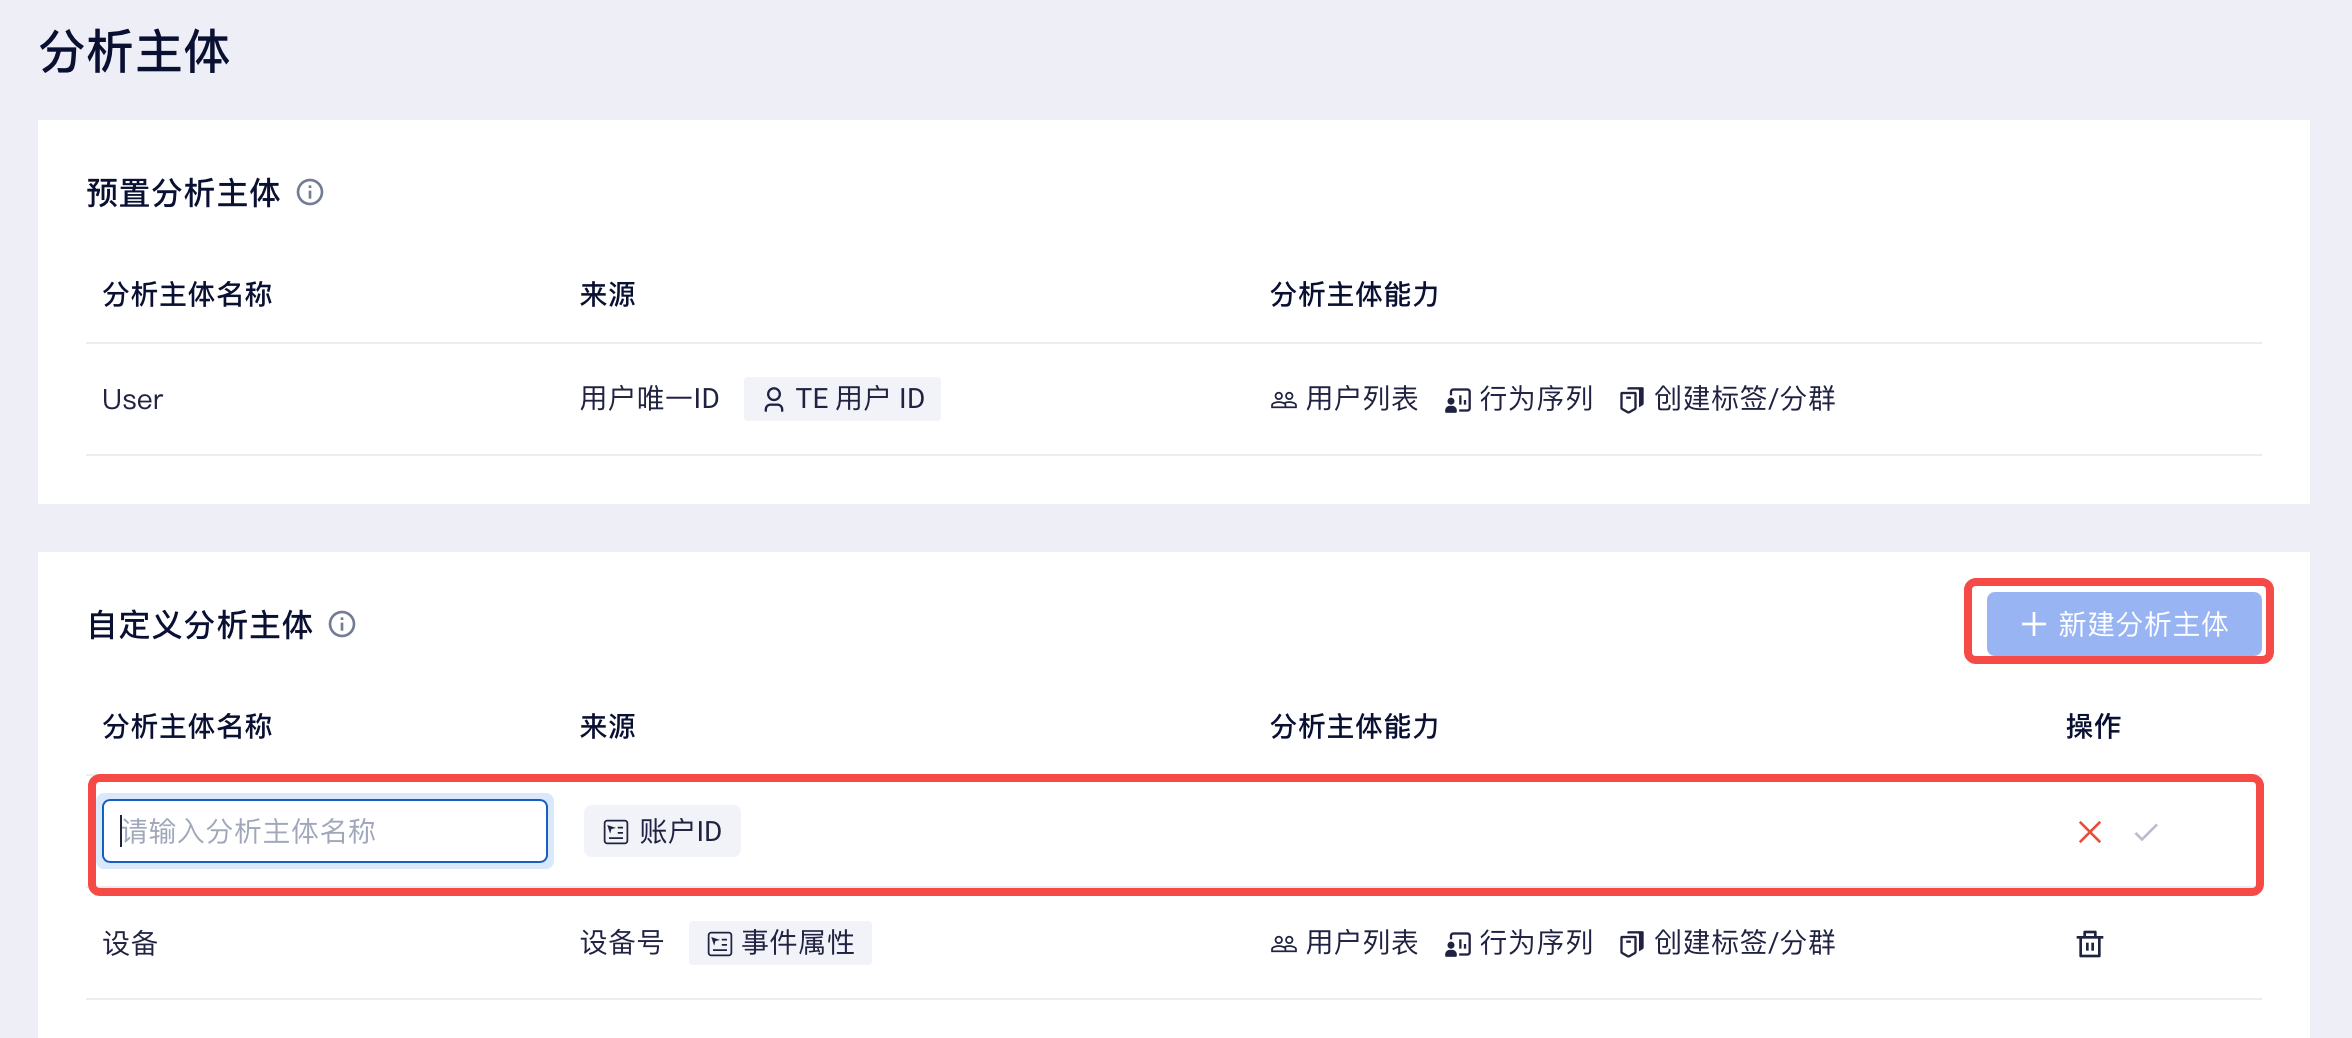 分析主体
预置分析主体
分析主体名称 来源 分析主体能力
User 用户唯一ID TE 用户 ID 用户列表 行为序列 创建标签/分群
自定义分析主体 新建分析主体
分析主体名称 来源 分析主体能力 操作
请输入分析主体名称 账户ID
设备 设备号 事件属性 用户列表 行为序列 创建标签/分群